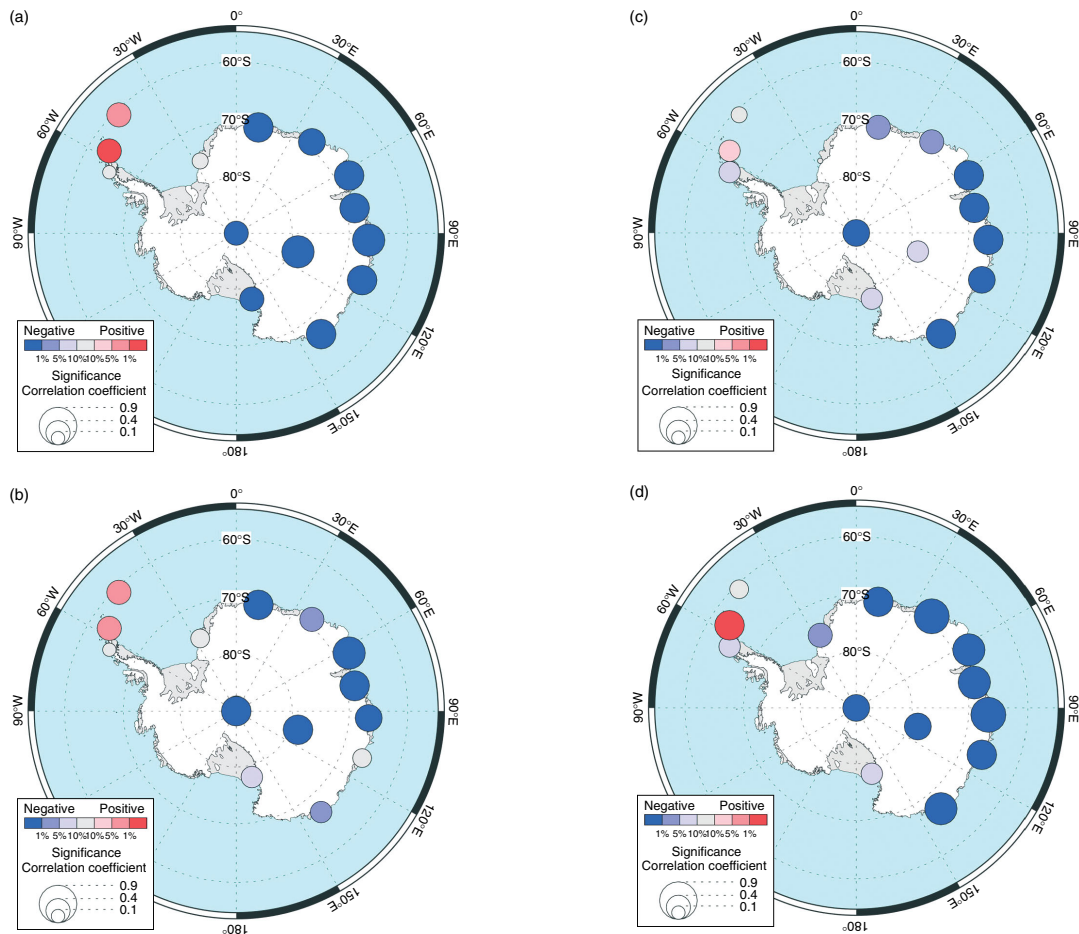 (a)
0°
30°W
30°E
60°W
60°E
60°S
70°S
80°S
90°W
90°E
120°E
150°E
180°
Negative Positive
1% 5% 10% 10% 5% 1%
Significance
Correlation coefficient
0.9
0.4
0.1
(c)
0°
30°W
30°E
60°W
60°E
60°S
70°S
80°S
90°W
90°E
120°E
150°E
180°
Negative Positive
1% 5% 10% 10% 5% 1%
Significance
Correlation coefficient
0.9
0.4
0.1
(b)
0°
30°W
30°E
60°W
60°E
60°S
70°S
80°S
90°W
90°E
120°E
150°E
180°
Negative Positive
1% 5% 10% 10% 5% 1%
Significance
Correlation coefficient
0.9
0.4
0.1
(d)
0°
30°W
30°E
60°W
60°E
60°S
70°S
80°S
90°W
90°E
120°E
150°E
180°
Negative Positive
1% 5% 10% 10% 5% 1%
Significance
Correlation coefficient
0.9
0.4
0.1